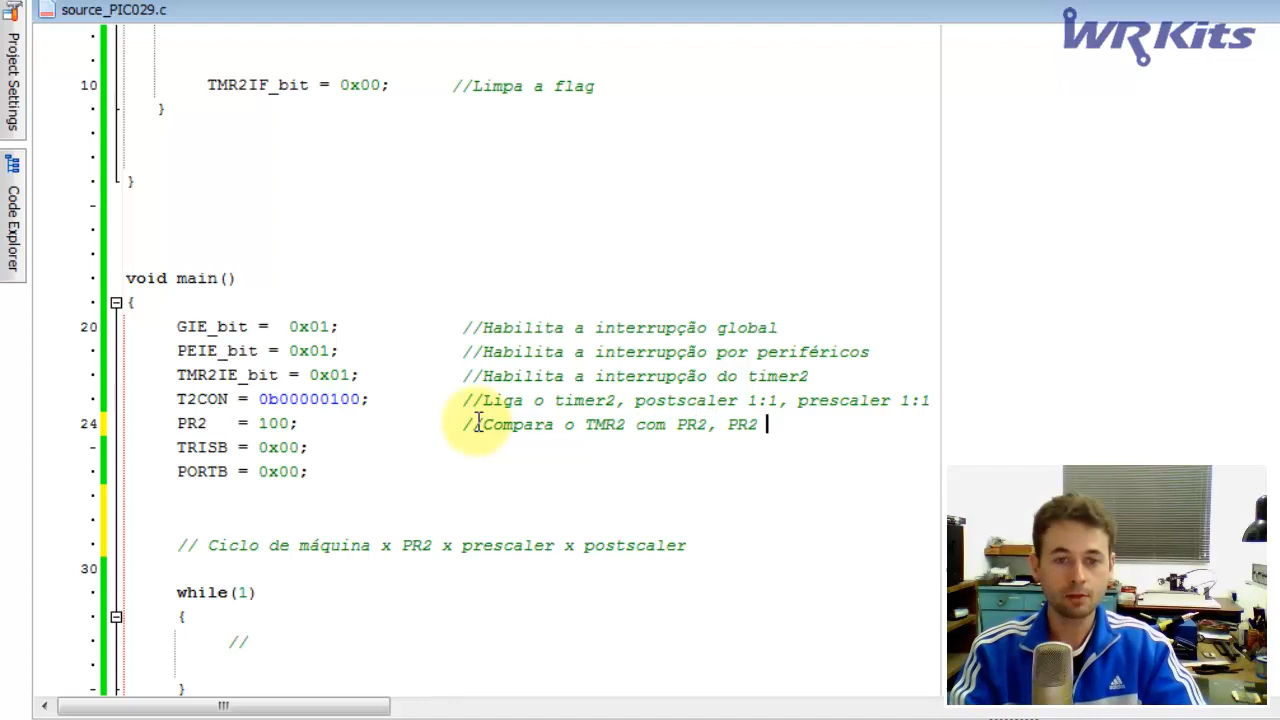 source_PIC029.c
WR Kits
Project Settings
Code Explorer
10 TMR2IF_bit = 0x00; //Limpa a flag
}
}
void main()
{
20 GIE_bit = 0x01; //Habilita a interrupção global
PEIE_bit = 0x01; //Habilita a interrupção por periféricos
TMR2IE_bit = 0x01; //Habilita a interrupção do timer2
T2CON = 0b00000100; //Liga o timer2, postscaler 1:1, prescaler 1:1
24 PR2 = 100; //Compara o TMR2 com PR2, PR2
TRISB = 0x00;
PORTB = 0x00;
// Ciclo de máquina x PR2 x prescaler x postscaler
30
while(1)
{
//
}